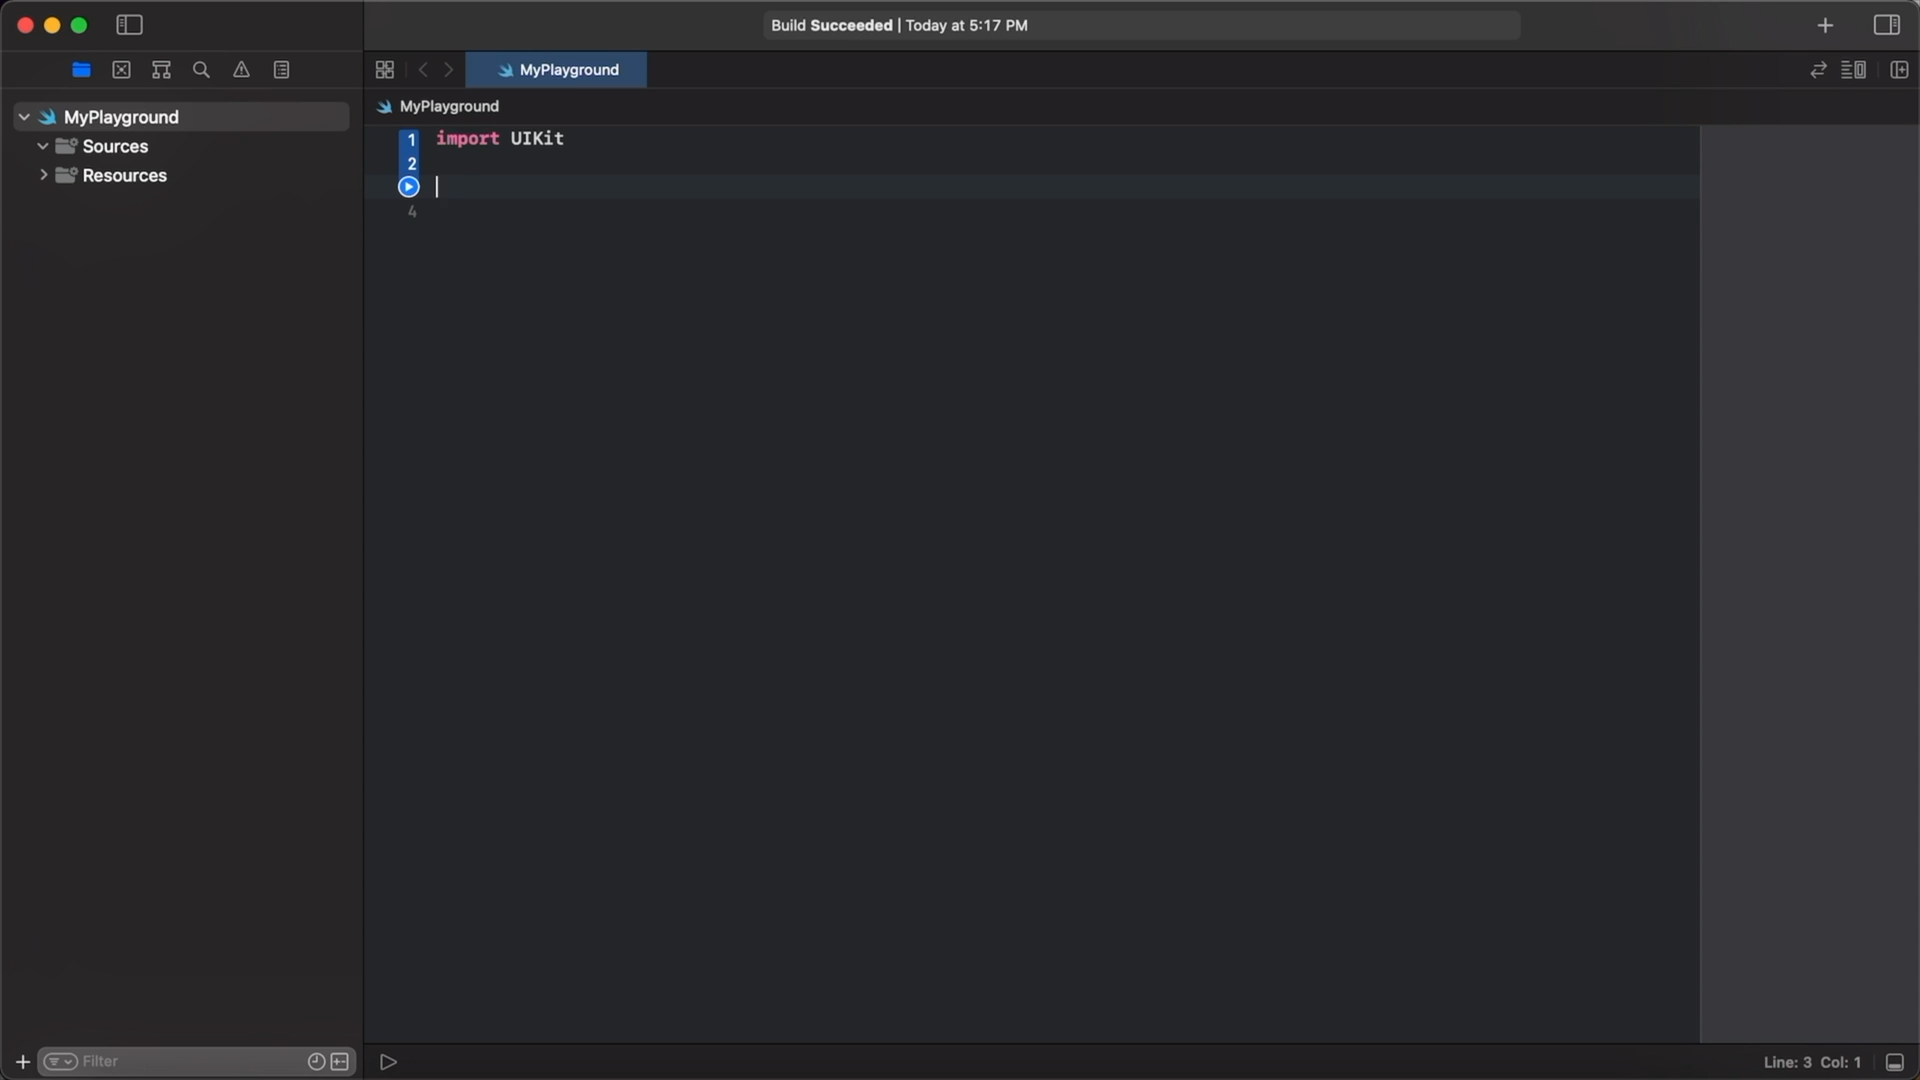 Build Succeeded | Today at 5:17 PM
MyPlayground
MyPlayground
Sources
Resources
MyPlayground
1 import UIKit
2
4
Filter
Line: 3 Col: 1